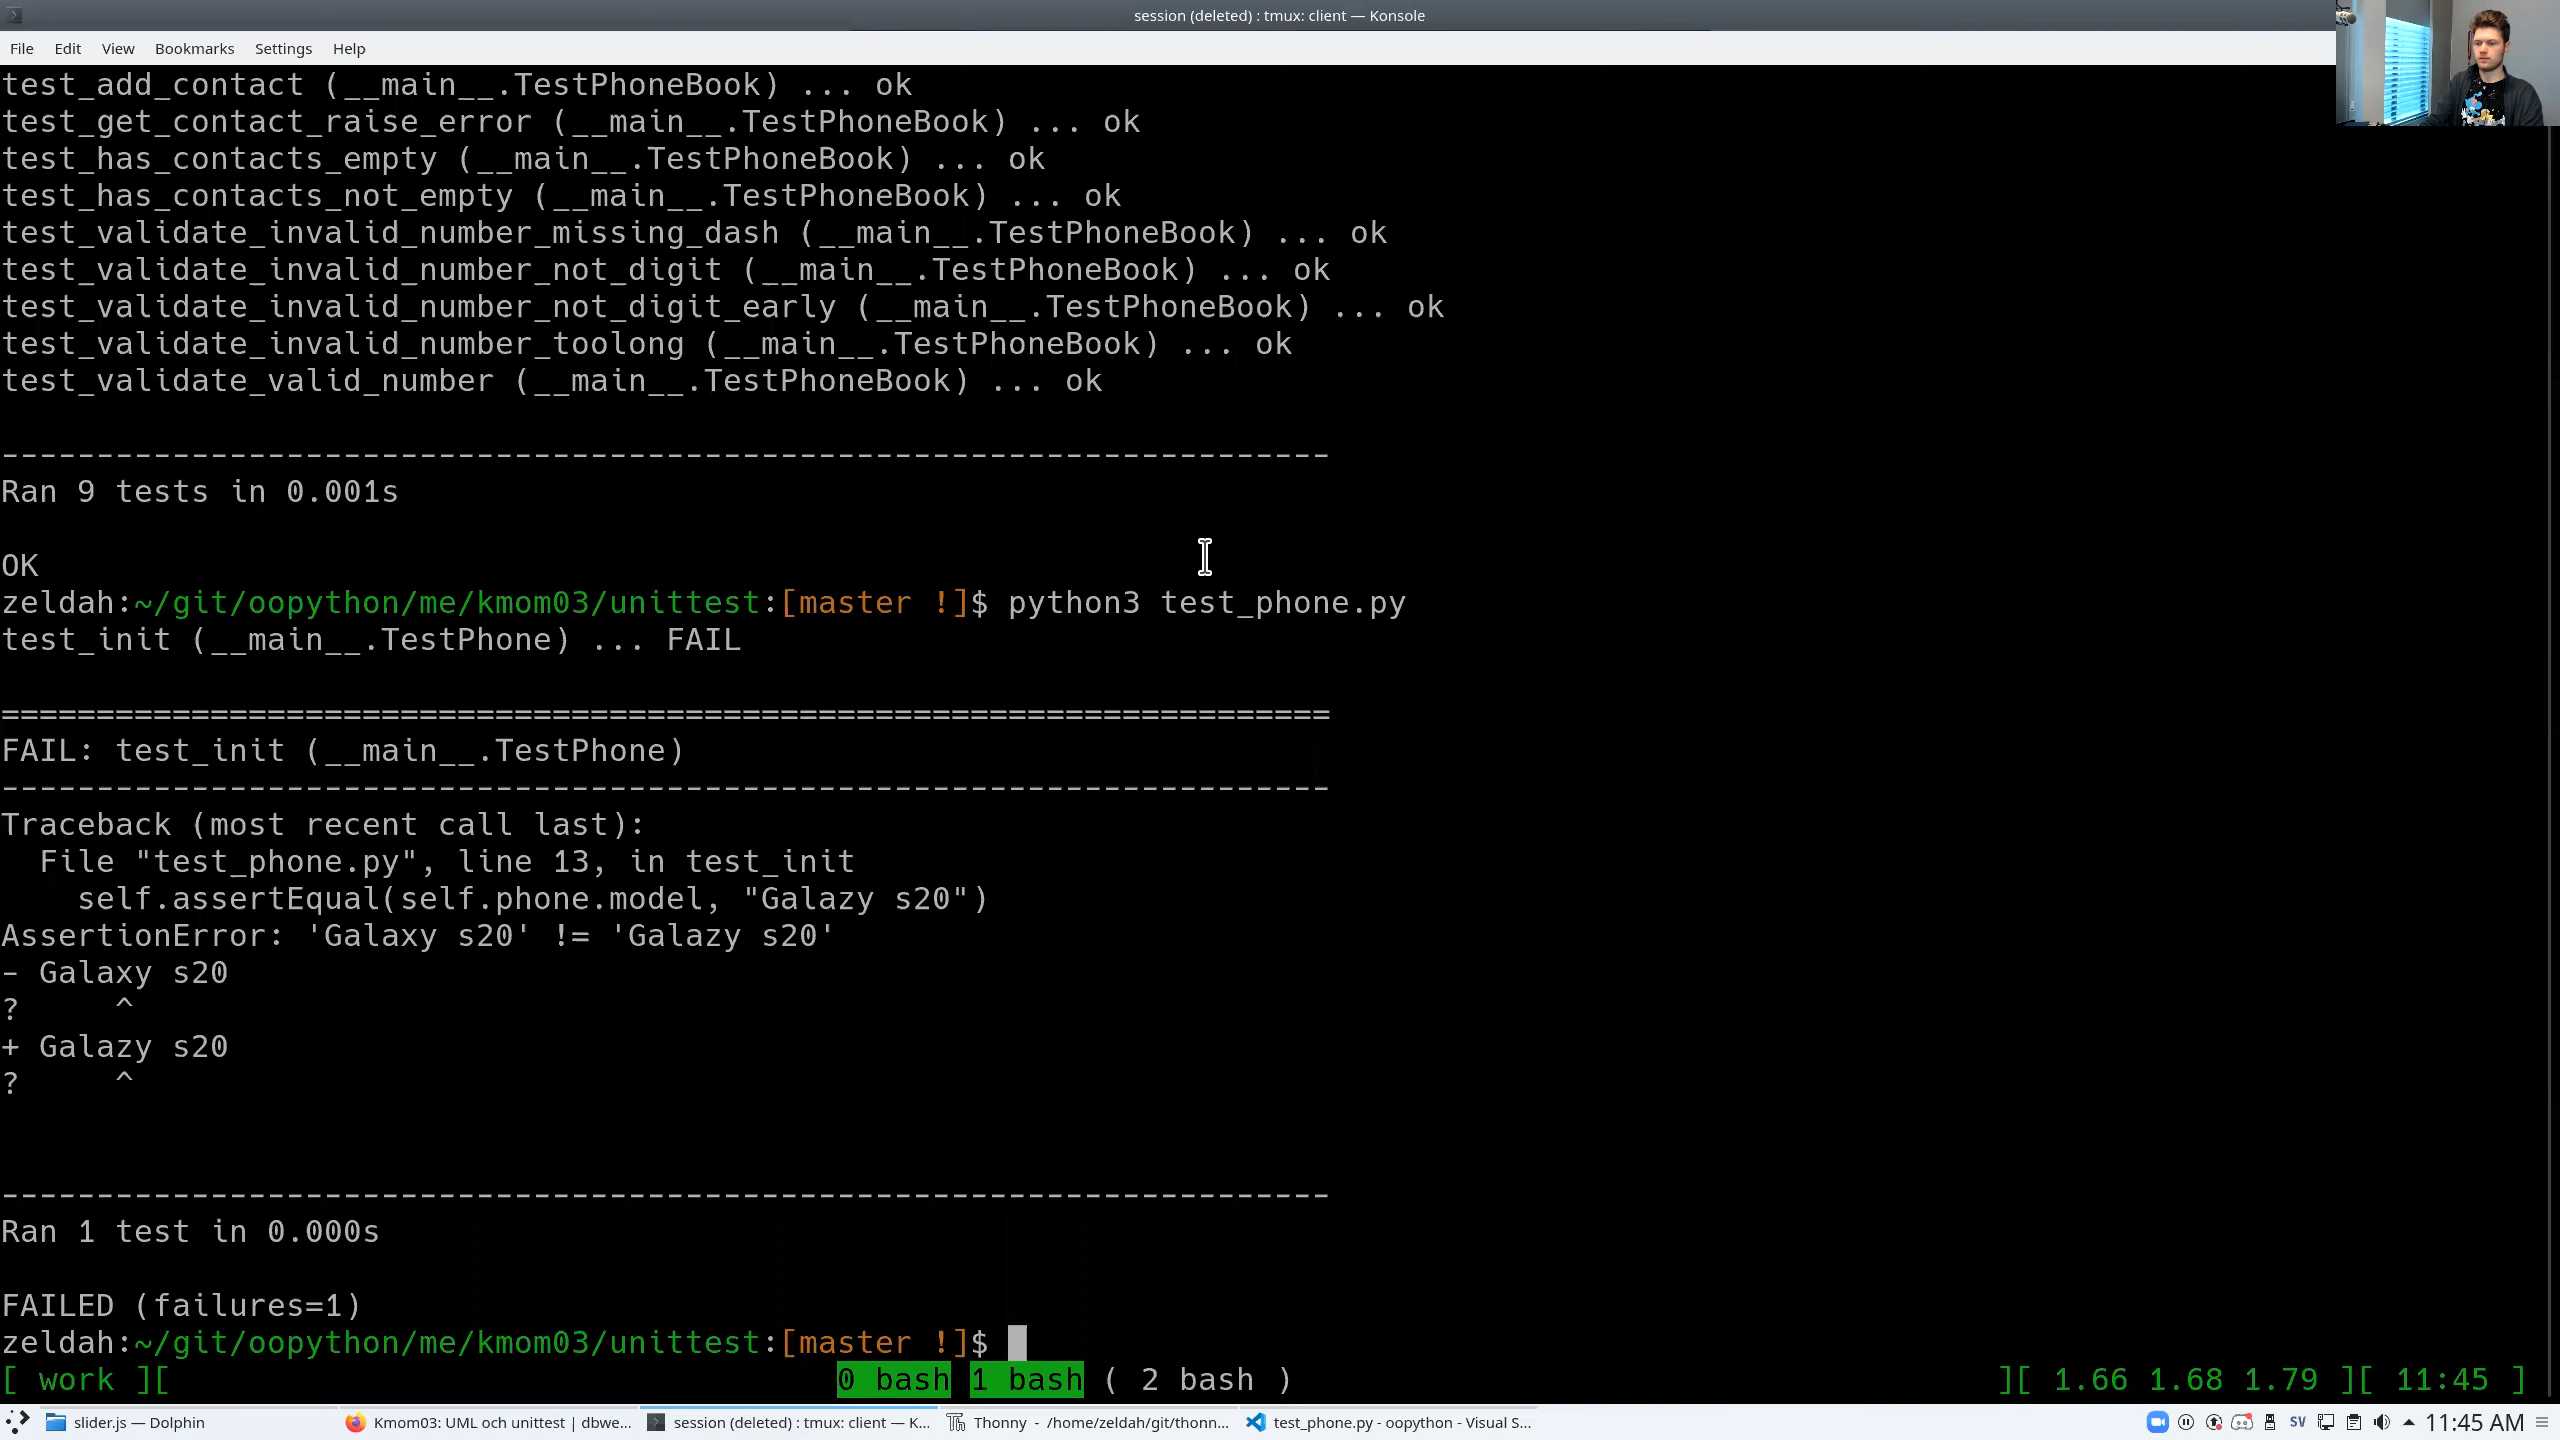 session (deleted) : tmux: client — Konsole
File Edit View Bookmarks Settings Help
test_add_contact (__main__.TestPhoneBook) ... ok
test_get_contact_raise_error (__main__.TestPhoneBook) ... ok
test_has_contacts_empty (__main__.TestPhoneBook) ... ok
test_has_contacts_not_empty (__main__.TestPhoneBook) ... ok
test_validate_invalid_number_missing_dash (__main__.TestPhoneBook) ... ok
test_validate_invalid_number_not_digit (__main__.TestPhoneBook) ... ok
test_validate_invalid_number_not_digit_early (__main__.TestPhoneBook) ... ok
test_validate_invalid_number_toolong (__main__.TestPhoneBook) ... ok
test_validate_valid_number (__main__.TestPhoneBook) ... ok
----------------------------------------------------------------------
Ran 9 tests in 0.001s
OK
zeldah:~/git/oopython/me/kmom03/unittest:[master !]$ python3 test_phone.py
test_init (__main__.TestPhone) ... FAIL
======================================================================
FAIL: test_init (__main__.TestPhone)
----------------------------------------------------------------------
Traceback (most recent call last):
  File "test_phone.py", line 13, in test_init
    self.assertEqual(self.phone.model, "Galazy s20")
AssertionError: 'Galaxy s20' != 'Galazy s20'
- Galaxy s20
?     ^
+ Galazy s20
?     ^
----------------------------------------------------------------------
Ran 1 test in 0.000s
FAILED (failures=1)
zeldah:~/git/oopython/me/kmom03/unittest:[master !]$
[ work ][ 0 bash 1 bash ( 2 bash ) ][ 1.66 1.68 1.79 ][ 11:45 ]
slider.js — Dolphin Kmom03: UML och unittest | dbwe... session (deleted) : tmux: client — K... Thonny - /home/zeldah/git/thonn... test_phone.py - oopython - Visual S... SV 11:45 AM